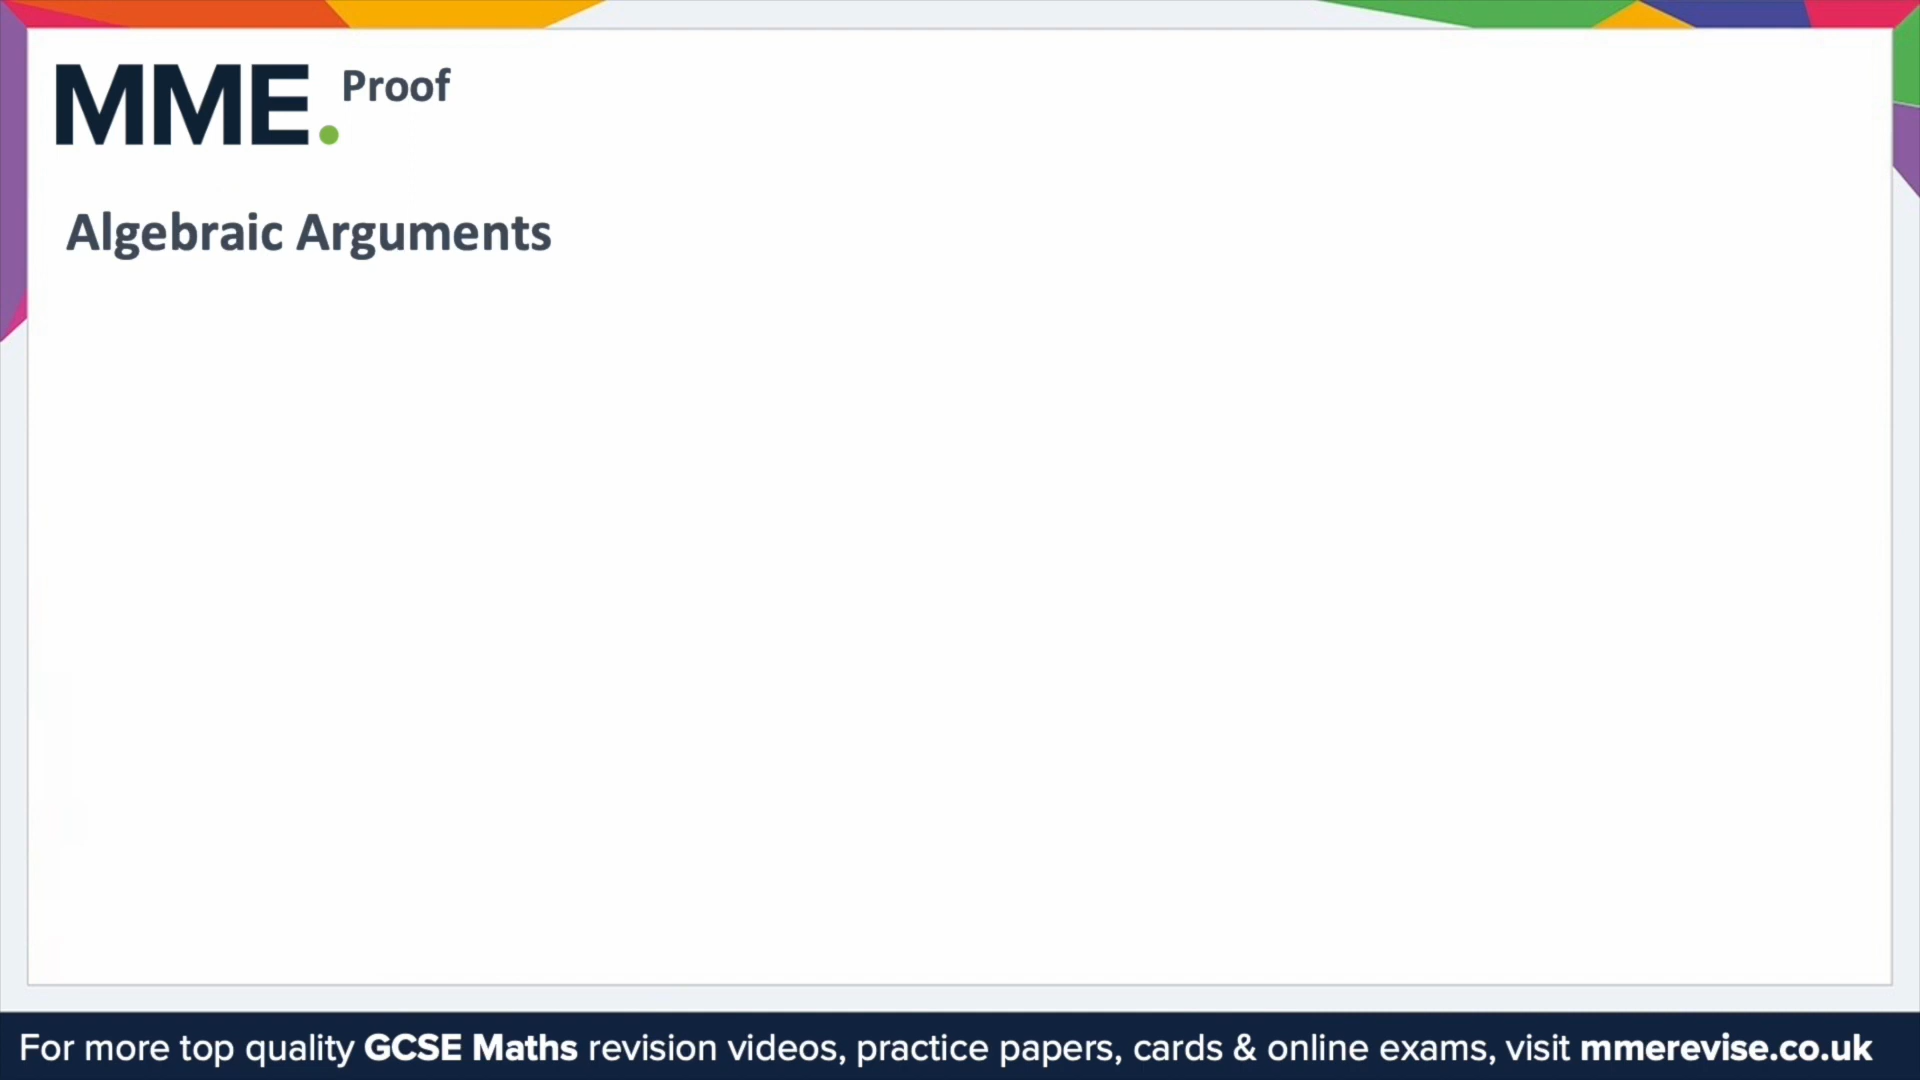 MME. Proof
Algebraic Arguments
For more top quality GCSE Maths revision videos, practice papers, cards & online exams, visit mmerevise.co.uk